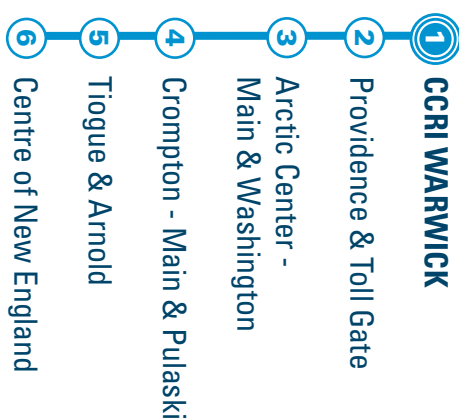 1
CCRI WARWICK
2
Providence & Toll Gate
3
Arctic Center -
Main & Washington
4
Crompton - Main & Pulaski
5
Tiogue & Arnold
6
Centre of New England